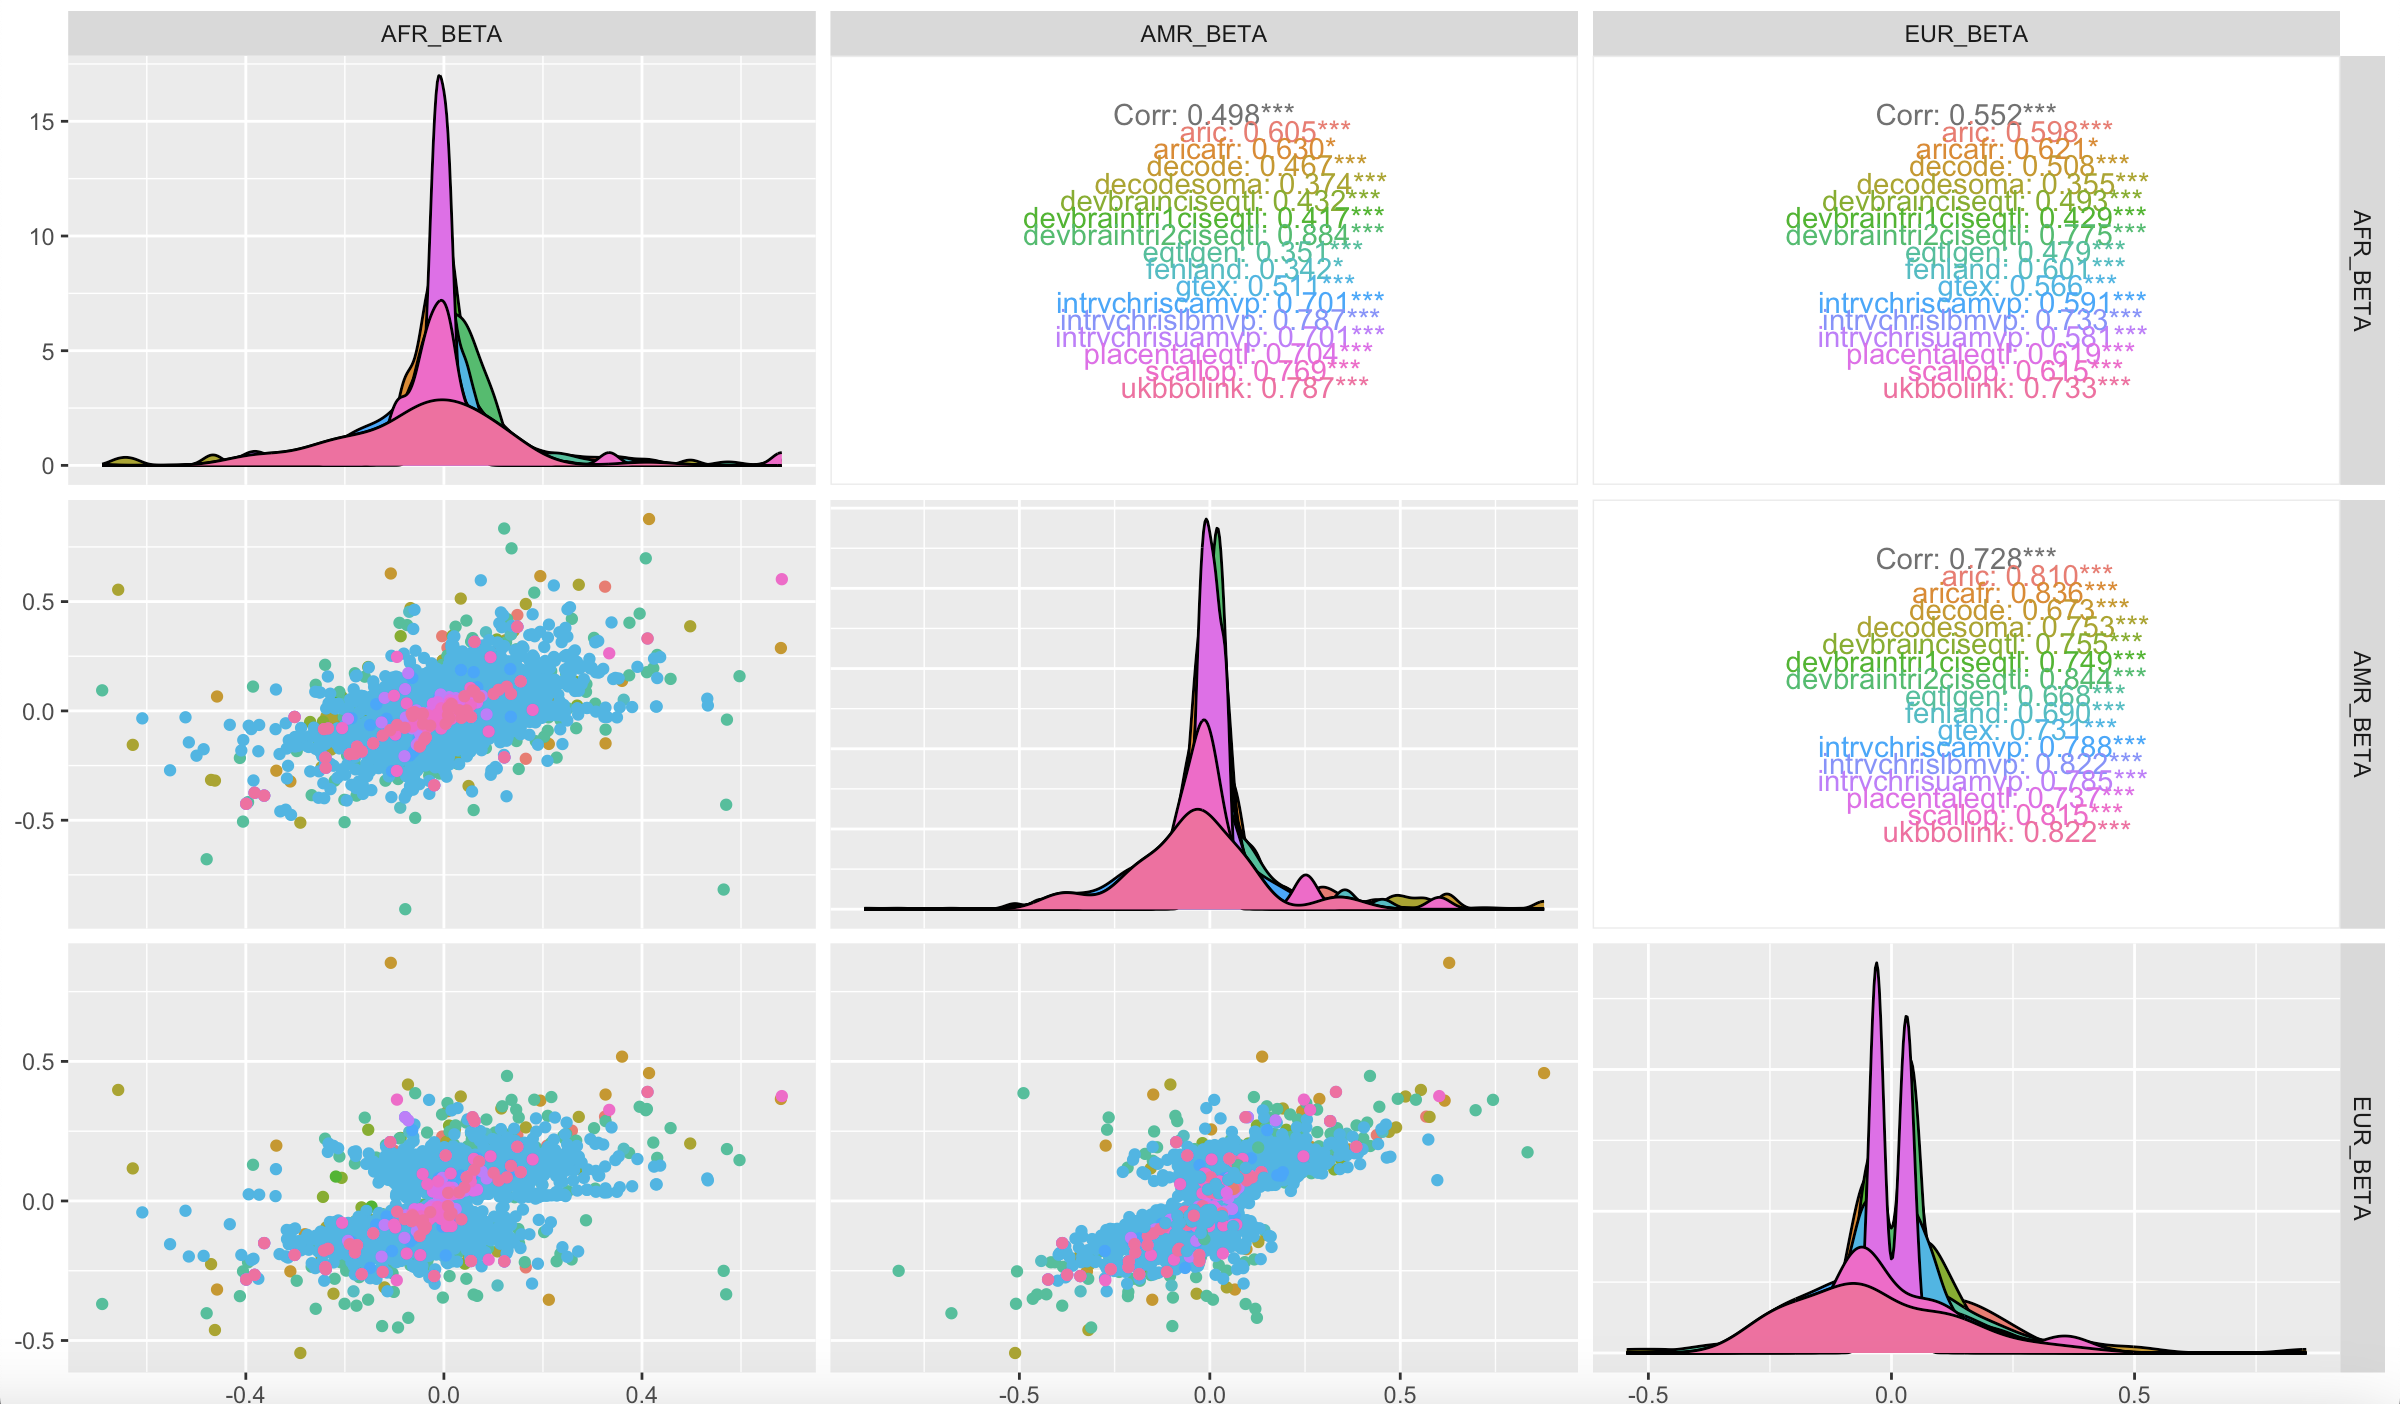 AFR_BETA
AMR_BETA
EUR_BETA
15
10
5
0
Corr: 0.498***
aric: 0.605***
aricafr: 0.630*
decode: 0.467***
decodesoma: 0.374***
devbrainciseqtl: 0.432***
devbraintri1ciseqtl: 0.417***
devbraintri2ciseqtl: 0.884***
eqtlgen: 0.351***
fenland: 0.342*
gtex: 0.511***
intrvchriscamvp: 0.701***
intrvchrislbmvp: 0.787***
intrvchrisuamvp: 0.701***
placentaleqtl: 0.704***
scallop: 0.769***
ukbbolink: 0.787***
Corr: 0.552***
aric: 0.598***
aricafr: 0.621*
decode: 0.508***
decodesoma: 0.355***
devbrainciseqtl: 0.493***
devbraintri1ciseqtl: 0.429***
devbraintri2ciseqtl: 0.775***
eqtlgen: 0.479***
fenland: 0.601***
gtex: 0.566***
intrvchriscamvp: 0.591***
intrvchrislbmvp: 0.733***
intrvchrisuamvp: 0.581***
placentaleqtl: 0.619***
scallop: 0.615***
ukbbolink: 0.733***
AFR_BETA
0.5
0.0
-0.5
Corr: 0.728***
aric: 0.810***
aricafr: 0.836***
decode: 0.673***
decodesoma: 0.753***
devbrainciseqtl: 0.755***
devbraintri1ciseqtl: 0.749***
devbraintri2ciseqtl: 0.844***
eqtlgen: 0.668***
fenland: 0.690***
gtex: 0.731***
intrvchriscamvp: 0.788***
intrvchrislbmvp: 0.822***
intrvchrisuamvp: 0.785***
placentaleqtl: 0.737***
scallop: 0.815***
ukbbolink: 0.822***
AMR_BETA
0.5
0.0
-0.5
EUR_BETA
-0.4 0.0 0.4
-0.5 0.0 0.5
-0.5 0.0 0.5